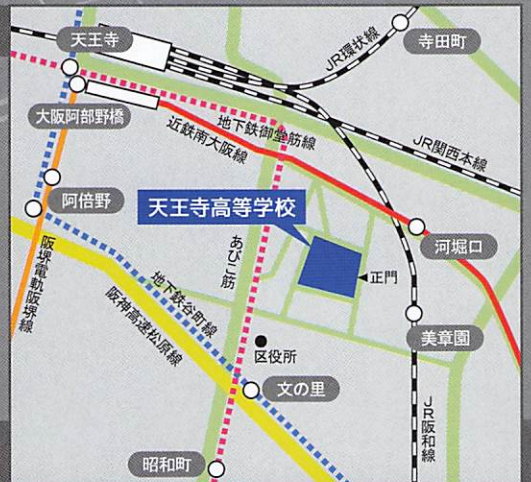 天王寺
寺田町
JR環状線
大阪阿部野橋
地下鉄御堂筋線
近鉄南大阪線
JR関西本線
阿倍野
天王寺高等学校
河堀口
あびこ筋
正門
阪堺電軌阪堺線
地下鉄谷町線
阪神高速松原線
美章園
区役所
文の里
JR阪和線
昭和町